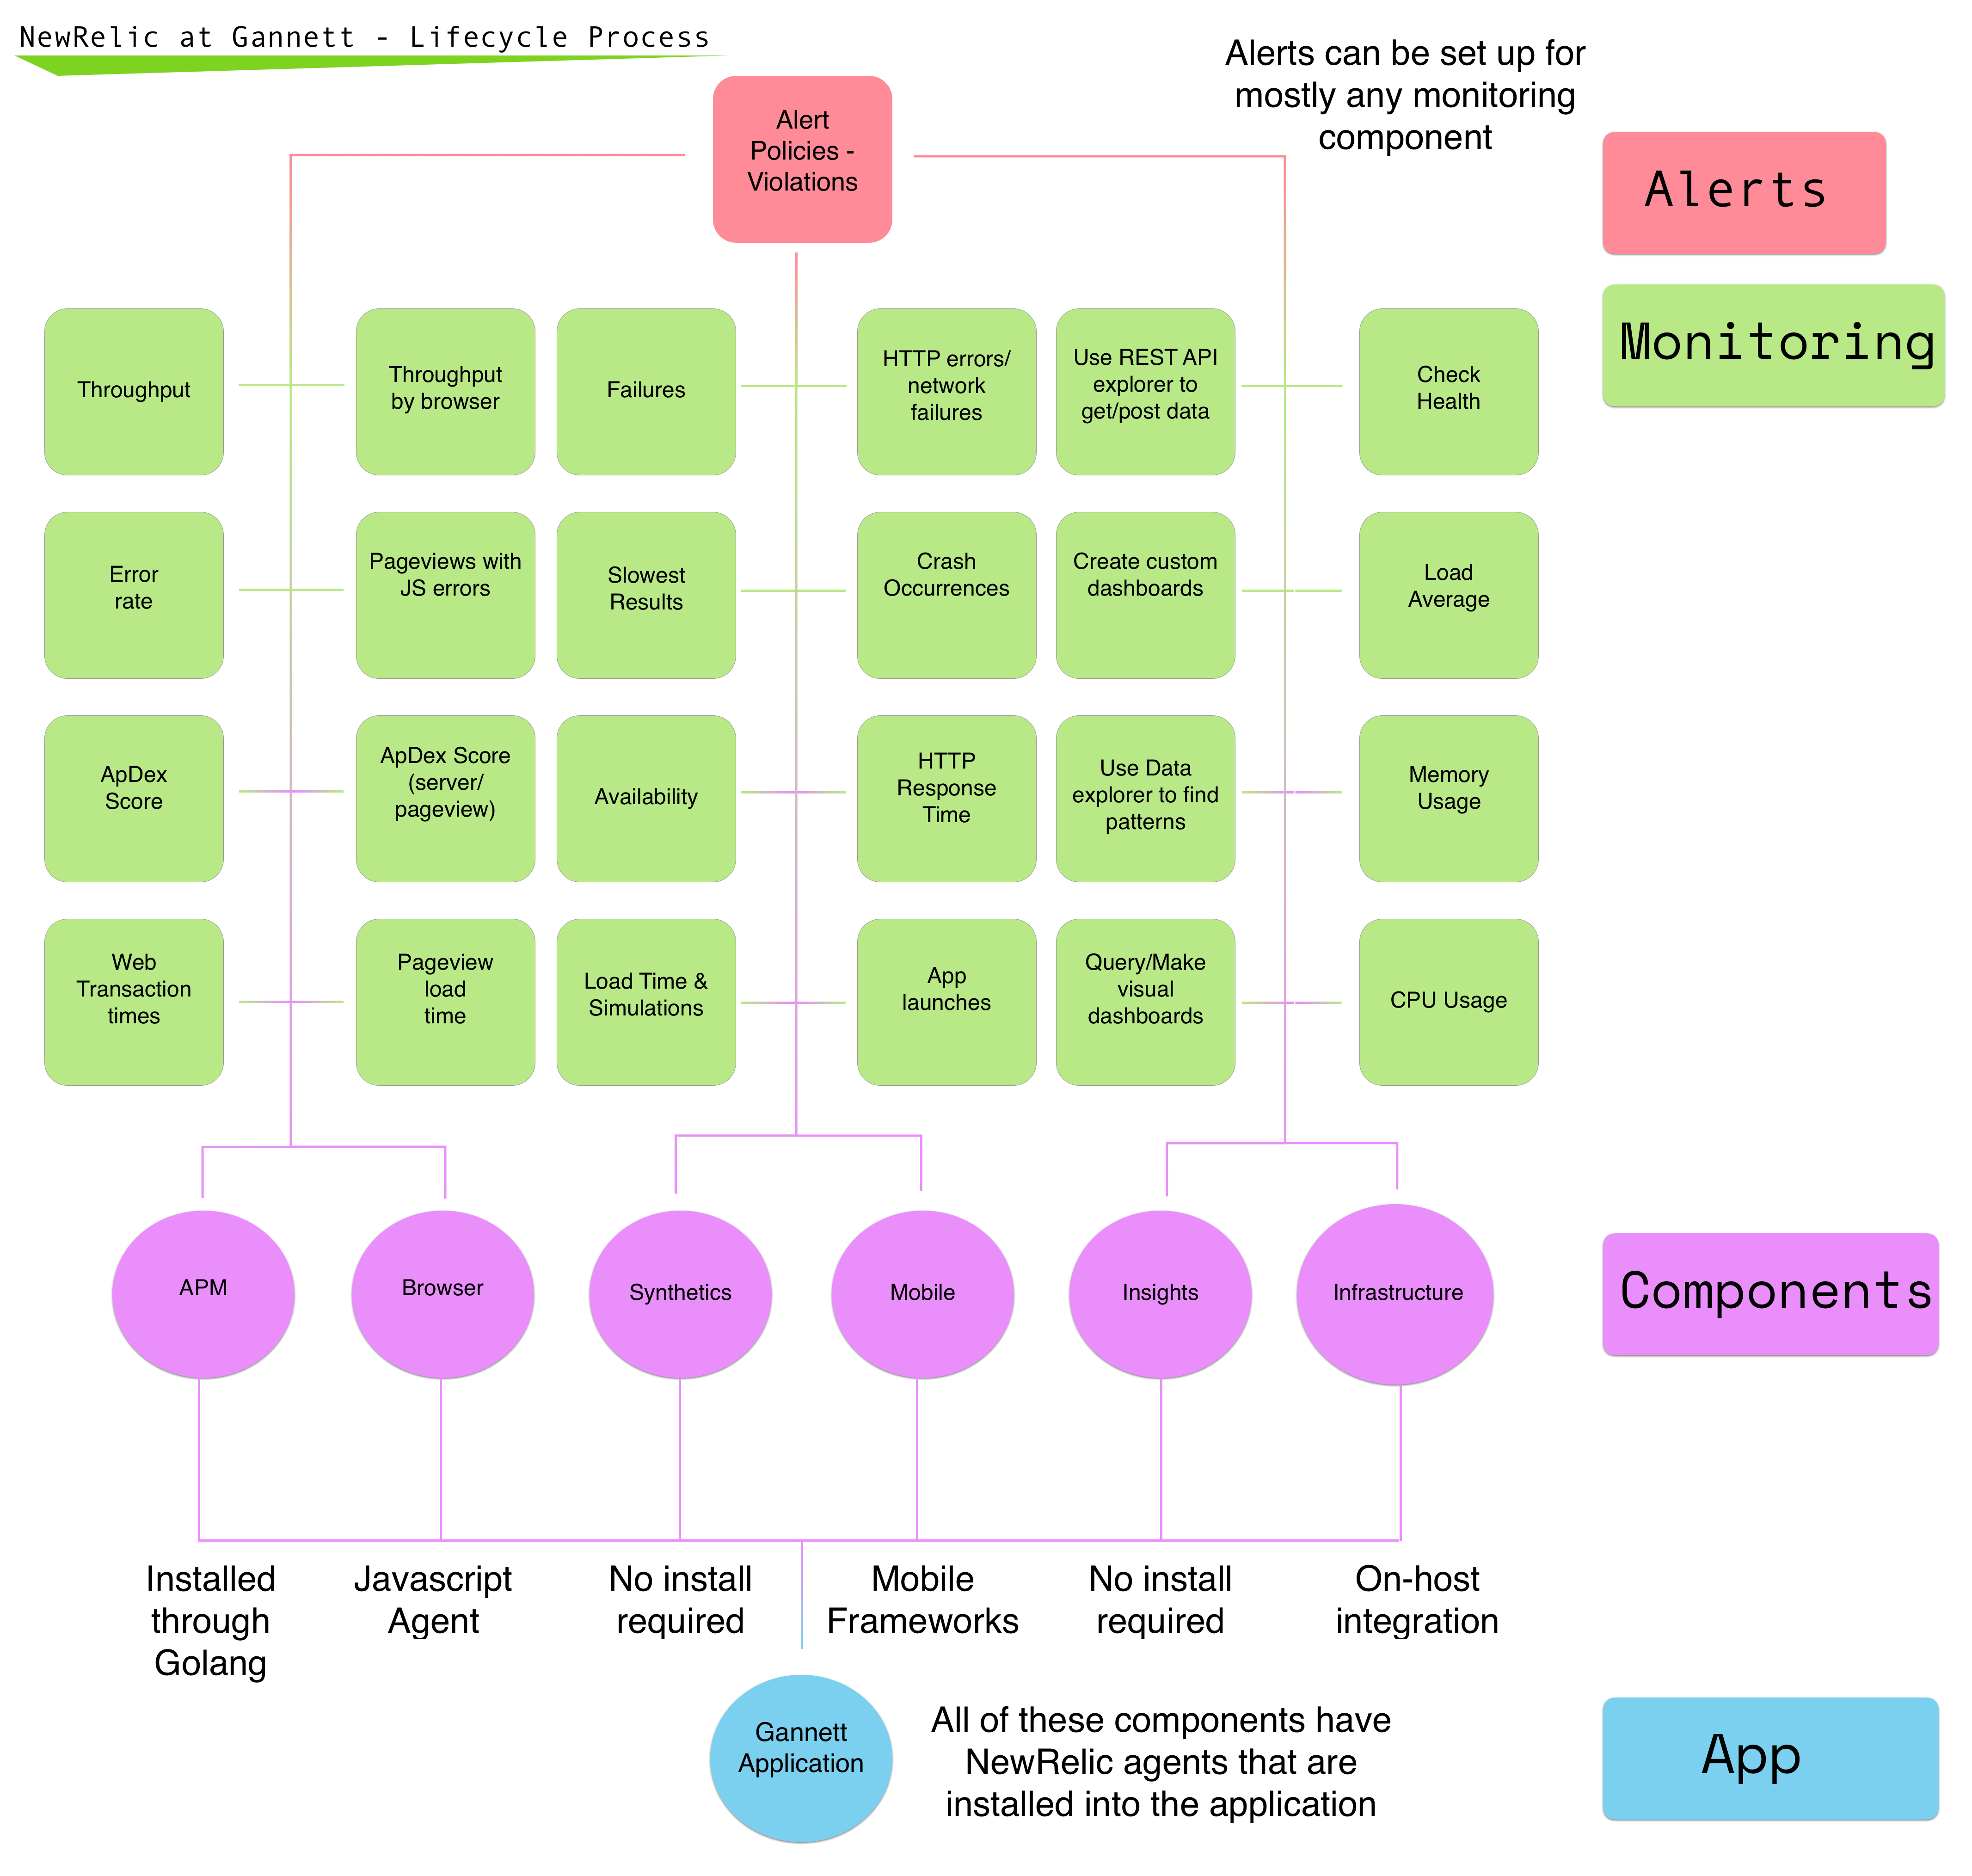 NewRelic at Gannett - Lifecycle Process
Alerts can be set up for
mostly any monitoring
component
Alert
Policies -
Violations
Alerts
Monitoring
Throughput
Throughput
by browser
Failures
HTTP errors/
network
failures
Use REST API
explorer to
get/post data
Check
Health
Error
rate
Pageviews with
JS errors
Slowest
Results
Crash
Occurrences
Create custom
dashboards
Load
Average
ApDex
Score
ApDex Score
(server/
pageview)
Availability
HTTP
Response
Time
Use Data
explorer to find
patterns
Memory
Usage
Web
Transaction
times
Pageview
load
time
Load Time &
Simulations
App
launches
Query/Make
visual
dashboards
CPU Usage
APM
Browser
Synthetics
Mobile
Insights
Infrastructure
Components
Installed
through
Golang
Javascript
Agent
No install
required
Mobile
Frameworks
No install
required
On-host
integration
Gannett
Application
All of these components have
NewRelic agents that are
installed into the application
App